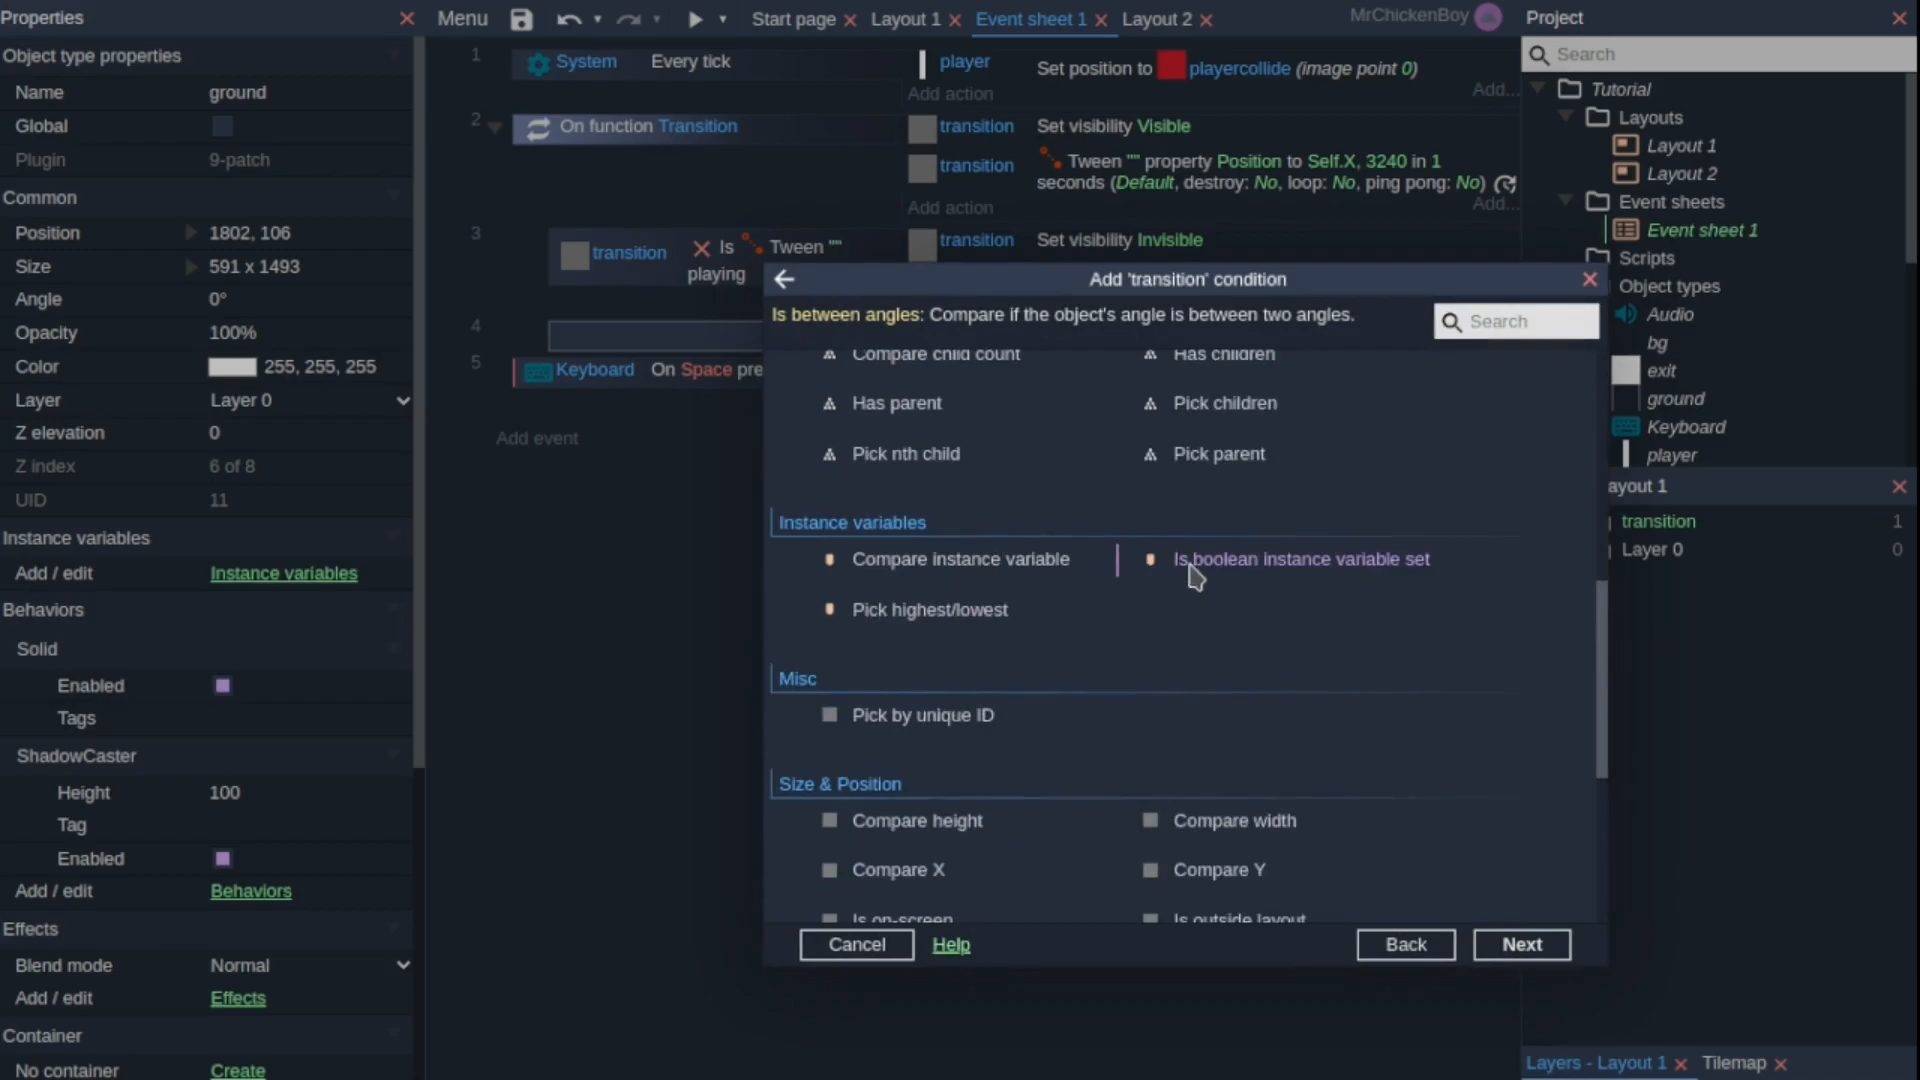 Properties
Menu
Start page
Layout 1
Event sheet 1
Layout 2
MrChickenBoy
Project
Object type properties
Name ground
Global
Plugin 9-patch
Common
Position 1802, 106
Size 591 x 1493
Angle 0°
Opacity 100%
Color 255, 255, 255
Layer Layer 0
Z elevation 0
Z index 6 of 8
UID 11
Instance variables
Add / edit Instance variables
Behaviors
Solid
Enabled
Tags
ShadowCaster
Height 100
Tag
Enabled
Add / edit Behaviors
Effects
Blend mode Normal
Add / edit Effects
Container
No container Create
1 System Every tick
player Set position to playercollide (image point 0)
Add action Add...
2 On function Transition
transition Set visibility Visible
transition Tween "" property Position to Self.X, 3240 in 1
seconds (Default, destroy: No, loop: No, ping pong: No)
Add action Add...
3 transition Is Tween ""
playing
transition Set visibility Invisible
4
5 Keyboard On Space pre
Add event
Add 'transition' condition
Is between angles: Compare if the object's angle is between two angles.
Search
Compare child count Has children
Has parent Pick children
Pick nth child Pick parent
Instance variables
Compare instance variable Is boolean instance variable set
Pick highest/lowest
Misc
Pick by unique ID
Size & Position
Compare height Compare width
Compare X Compare Y
Is on-screen Is outside layout
Cancel Help Back Next
Search
Tutorial
Layouts
Layout 1
Layout 2
Event sheets
Event sheet 1
Scripts
Object types
Audio
bg
exit
ground
Keyboard
player
ayout 1
transition 1
Layer 0 0
Layers - Layout 1 Tilemap